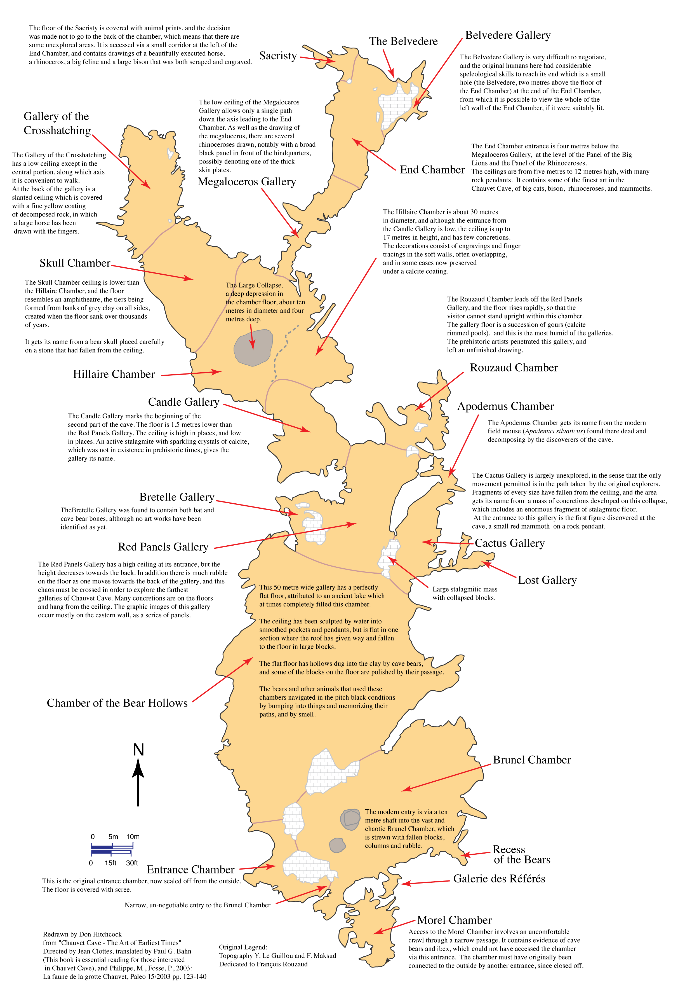 The floor of the Sacristy is covered with animal prints, and the decision
was made not to go to the back of the chamber, which means that there are
some unexplored areas. It is accessed via a small corridor at the left of the
End Chamber, and contains drawings of a beautifully executed horse,
a rhinoceros, a big feline and a large bison that was both scraped and engraved.
Sacristy
The Belvedere
Belvedere Gallery
The Belvedere Gallery is very difficult to negotiate,
and the original humans here had considerable
speleological skills to reach its end which is a small
hole (the Belvedere, two metres above the floor of
the End Chamber) at the end of the End Chamber,
from which it is possible to view the whole of the
left wall of the End Chamber, if it were suitably lit.
The low ceiling of the Megaloceros
Gallery allows only a single path
down the axis leading to the End
Chamber. As well as the drawing of
the megaloceros, there are several
rhinoceroses drawn, notably with a broad
black panel in front of the hindquarters,
possibly denoting one of the thick
skin plates.
Megaloceros Gallery
Gallery of the
Crosshatching
The Gallery of the Crosshatching
has a low ceiling except in the
central portion, along which axis
it is convenient to walk.
At the back of the gallery is a
slanted ceiling which is covered
with a fine yellow coating
of decomposed rock, in which
a large horse has been
drawn with the fingers.
End Chamber
The End Chamber entrance is four metres below the
Megaloceros Gallery, at the level of the Panel of the Big
Lions and the Panel of the Rhinoceroses.
The ceilings are from five metres to 12 metres high, with many
rock pendants. It contains some of the finest art in the
Chauvet Cave, of big cats, bison, rhinoceroses, and mammoths.
The Hillaire Chamber is about 30 metres
in diameter, and although the entrance from
the Candle Gallery is low, the ceiling is up to
17 metres in height, and has few concretions.
The decorations consist of engravings and finger
tracings in the soft walls, often overlapping,
and in some cases now preserved
under a calcite coating.
Skull Chamber
The Skull Chamber ceiling is lower than
the Hillaire Chamber, and the floor
resembles an amphitheatre, the tiers being
formed from banks of grey clay on all sides,
created when the floor sank over thousands
of years.
It gets its name from a bear skull placed carefully
on a stone that had fallen from the ceiling.
The Large Collapse,
a deep depression in
the chamber floor, about ten
metres in diameter and four
metres deep.
The Rouzaud Chamber leads off the Red Panels
Gallery, and the floor rises rapidly, so that the
visitor cannot stand upright within this chamber.
The gallery floor is a succession of gours (calcite
rimmed pools), and this is the most humid of the galleries.
The prehistoric artists penetrated this gallery, and
left an unfinished drawing.
Hillaire Chamber
Rouzaud Chamber
Candle Gallery
The Candle Gallery marks the beginning of the
second part of the cave. The floor is 1.5 metres lower than
the Red Panels Gallery, The ceiling is high in places, and low
in places. An active stalagmite with sparkling crystals of calcite,
which was not in existence in prehistoric times, gives the
gallery its name.
Apodemus Chamber
The Apodemus Chamber gets its name from the modern
field mouse (Apodemus silvaticus) found there dead and
decomposing by the discoverers of the cave.
The Cactus Gallery is largely unexplored, in the sense that the only
movement permitted is in the path taken by the original explorers.
Fragments of every size have fallen from the ceiling, and the area
gets its name from a mass of concretions developed on this collapse,
which includes an enormous fragment of stalagmitic floor.
At the entrance to this gallery is the first figure discovered at the
cave, a small red mammoth on a rock pendant.
Bretelle Gallery
TheBretelle Gallery was found to contain both bat and
cave bear bones, although no art works have been
identified as yet.
Cactus Gallery
Red Panels Gallery
The Red Panels Gallery has a high ceiling at its entrance, but the
height decreases towards the back. In addition there is much rubble
on the floor as one moves towards the back of the gallery, and this
chaos must be crossed in order to explore the farthest
galleries of Chauvet Cave. Many concretions are on the floors
and hang from the ceiling. The graphic images of this gallery
occur mostly on the eastern wall, as a series of panels.
Lost Gallery
Large stalagmitic mass
with collapsed blocks.
This 50 metre wide gallery has a perfectly
flat floor, attributed to an ancient lake which
at times completely filled this chamber.
The ceiling has been sculpted by water into
smoothed pockets and pendants, but is flat in one
section where the roof has given way and fallen
to the floor in large blocks.
The flat floor has hollows dug into the clay by cave bears,
and some of the blocks on the floor are polished by their passage.
The bears and other animals that used these
chambers navigated in the pitch black condtions
by bumping into things and memorizing their
paths, and by smell.
Chamber of the Bear Hollows
N
Brunel Chamber
The modern entry is via a ten
metre shaft into the vast and
chaotic Brunel Chamber, which
is strewn with fallen blocks,
columns and rubble.
0 5m 10m
0 15ft 30ft
Recess
of the Bears
Entrance Chamber
This is the original entrance chamber, now sealed off from the outside.
The floor is covered with scree.
Galerie des Référés
Narrow, un-negotiable entry to the Brunel Chamber
Morel Chamber
Access to the Morel Chamber involves an uncomfortable
crawl through a narrow passage. It contains evidence of cave
bears and ibex, which could not have accessed the chamber
via this entrance. The chamber must have originally been
connected to the outside by another entrance, since closed off.
Redrawn by Don Hitchcock
from "Chauvet Cave - The Art of Earliest Times"
Directed by Jean Clottes, translated by Paul G. Bahn
(This book is essential reading for those interested
in Chauvet Cave), and Philippe, M., Fosse, P., 2003:
La faune de la grotte Chauvet, Paleo 15/2003 pp. 123-140
Original Legend:
Topography Y. Le Guillou and F. Maksud
Dedicated to François Rouzaud